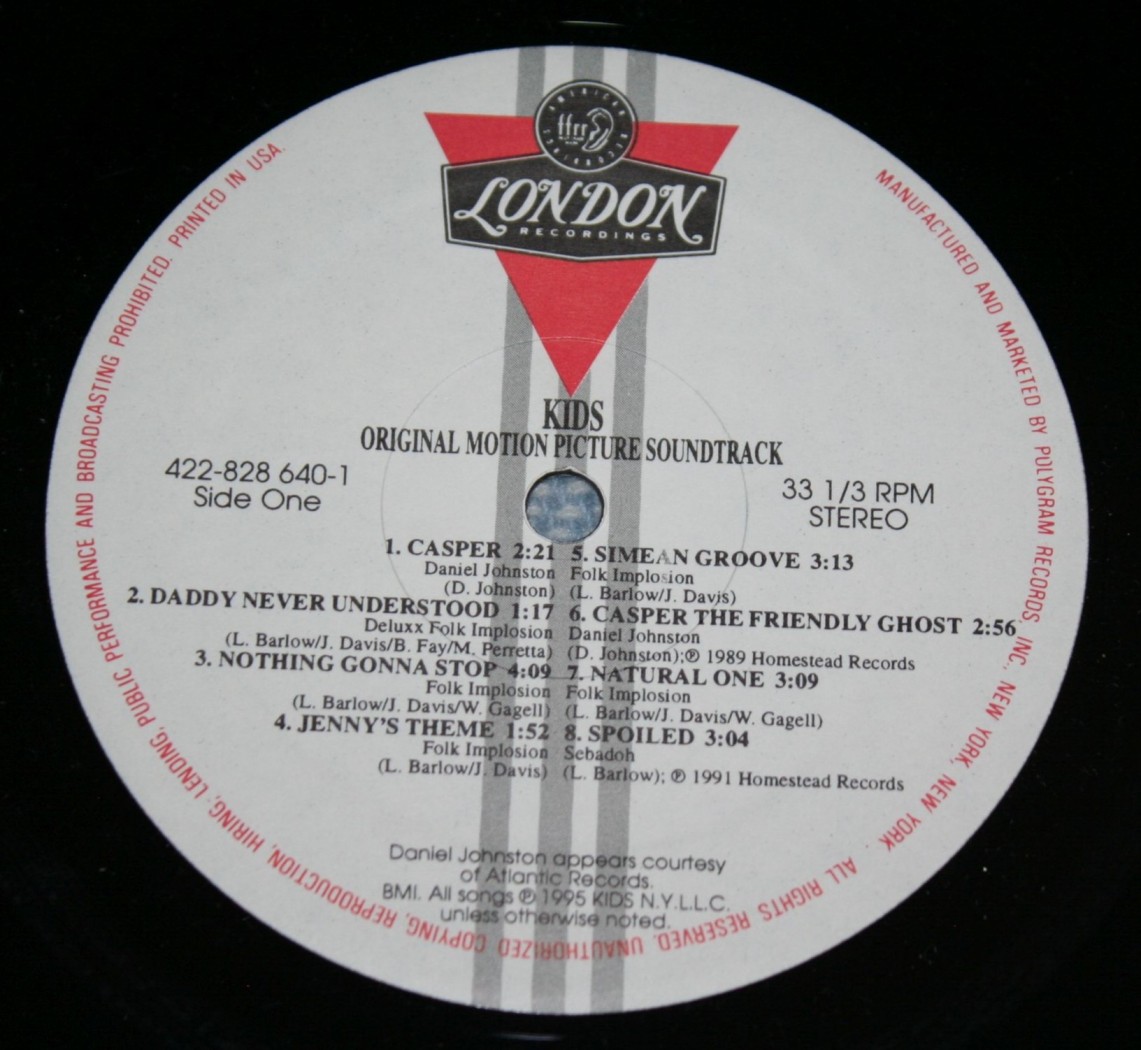 AMERICAN
ffrr
RECORDINGS
LONDON
RECORDINGS
KIDS
ORIGINAL MOTION PICTURE SOUNDTRACK
422-828 640-1
Side One
33 1/3 RPM
STEREO
1. CASPER 2:21
Daniel Johnston
(D. Johnston)
2. DADDY NEVER UNDERSTOOD 1:17
Deluxx Folk Implosion
(L. Barlow/J. Davis/B. Fay/M. Perretta)
3. NOTHING GONNA STOP 4:09
Folk Implosion
(L. Barlow/J. Davis/W. Gagell)
4. JENNY'S THEME 1:52
Folk Implosion
(L. Barlow/J. Davis)
5. SIMEAN GROOVE 3:13
Folk Implosion
(L. Barlow/J. Davis)
6. CASPER THE FRIENDLY GHOST 2:56
Daniel Johnston
(D. Johnston);℗ 1989 Homestead Records
7. NATURAL ONE 3:09
Folk Implosion
(L. Barlow/J. Davis/W. Gagell)
8. SPOILED 3:04
Sebadoh
(L. Barlow); ℗ 1991 Homestead Records
Daniel Johnston appears courtesy
of Atlantic Records.
BMI. All songs ℗ 1995 KIDS N.Y.L.L.C.
unless otherwise noted.
MANUFACTURED AND MARKETED BY POLYGRAM RECORDS, INC., NEW YORK, NEW YORK. ALL RIGHTS RESERVED. UNAUTHORIZED COPYING, REPRODUCTION, HIRING, LENDING, PUBLIC PERFORMANCE AND BROADCASTING PROHIBITED. PRINTED IN USA.